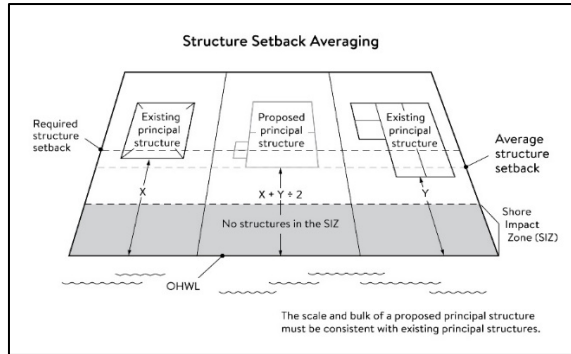 Structure Setback Averaging
Required
structure
setback
Existing
principal
structure
Proposed
principal
structure
Existing
principal
structure
Average
structure
setback
X
X + Y ÷ 2
Y
No structures in the SIZ
Shore
Impact
Zone (SIZ)
OHWL
The scale and bulk of a proposed principal structure
must be consistent with existing principal structures.